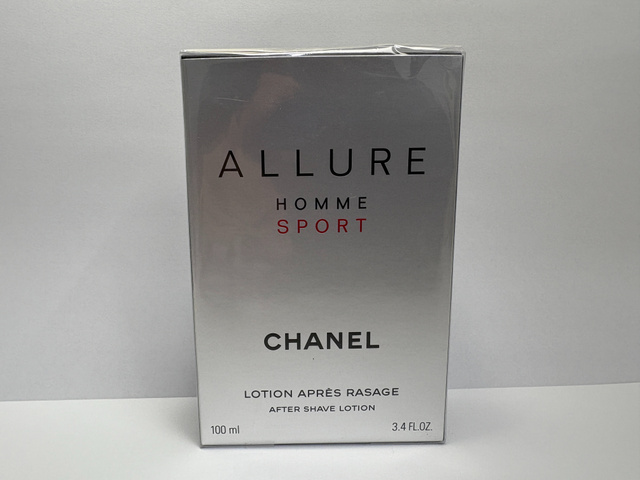 ALLURE
HOMME
SPORT
CHANEL
LOTION APRÈS RASAGE
AFTER SHAVE LOTION
100 ml 3.4 FL.OZ.